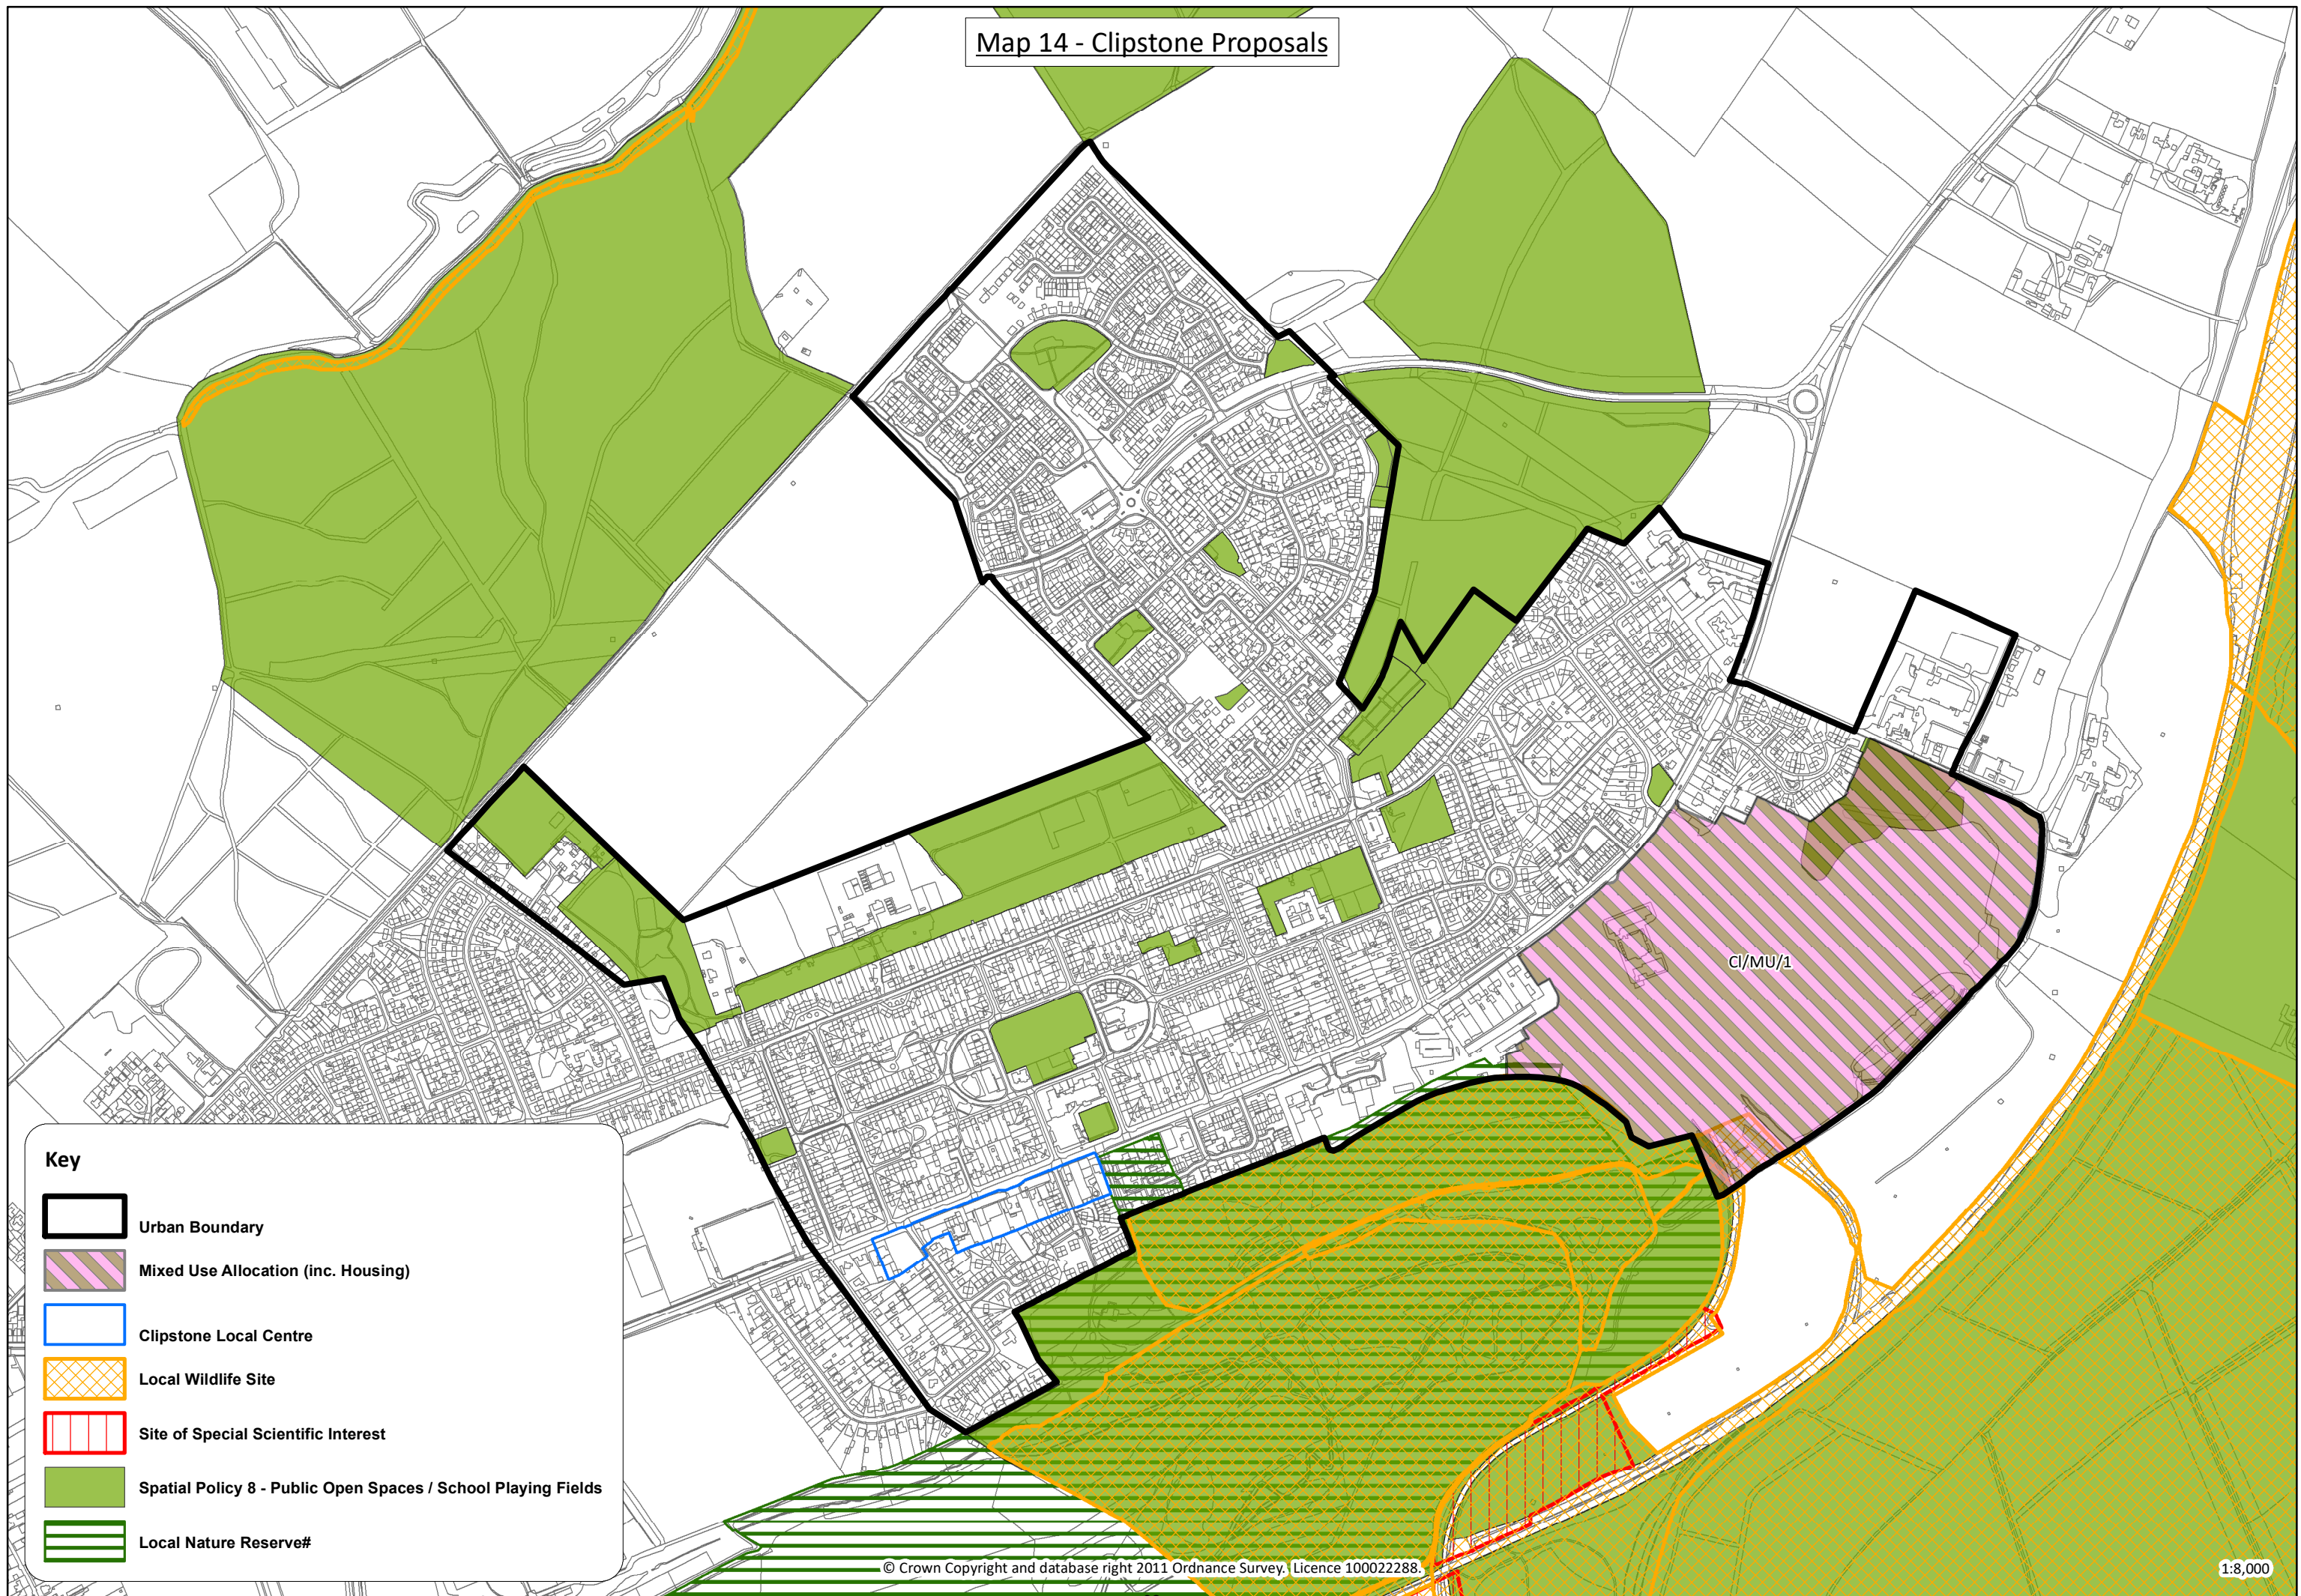 Map 14 - Clipstone Proposals
Cl/MU/1
Key
Urban Boundary
Mixed Use Allocation (inc. Housing)
Clipstone Local Centre
Local Wildlife Site
Site of Special Scientific Interest
Spatial Policy 8 - Public Open Spaces / School Playing Fields
Local Nature Reserve#
© Crown Copyright and database right 2011 Ordnance Survey. Licence 100022288.
1:8,000